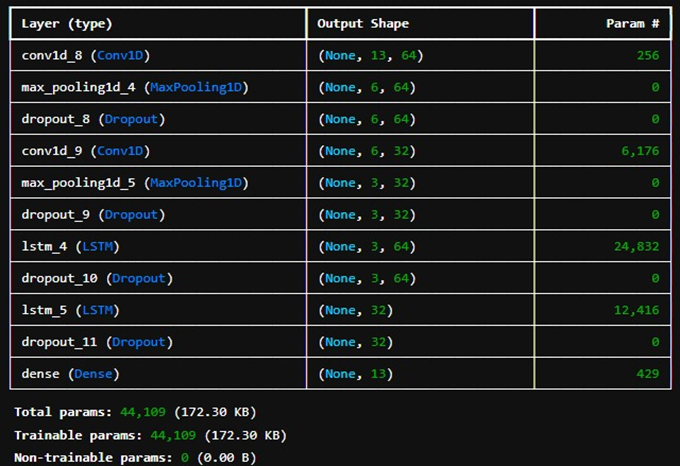 Layer (type) Output Shape Param #
conv1d_8 (Conv1D) (None, 13, 64) 256
max_pooling1d_4 (MaxPooling1D) (None, 6, 64) 0
dropout_8 (Dropout) (None, 6, 64) 0
conv1d_9 (Conv1D) (None, 6, 32) 6,176
max_pooling1d_5 (MaxPooling1D) (None, 3, 32) 0
dropout_9 (Dropout) (None, 3, 32) 0
lstm_4 (LSTM) (None, 3, 64) 24,832
dropout_10 (Dropout) (None, 3, 64) 0
lstm_5 (LSTM) (None, 32) 12,416
dropout_11 (Dropout) (None, 32) 0
dense (Dense) (None, 13) 429
Total params: 44,109 (172.30 KB)
Trainable params: 44,109 (172.30 KB)
Non-trainable params: 0 (0.00 B)